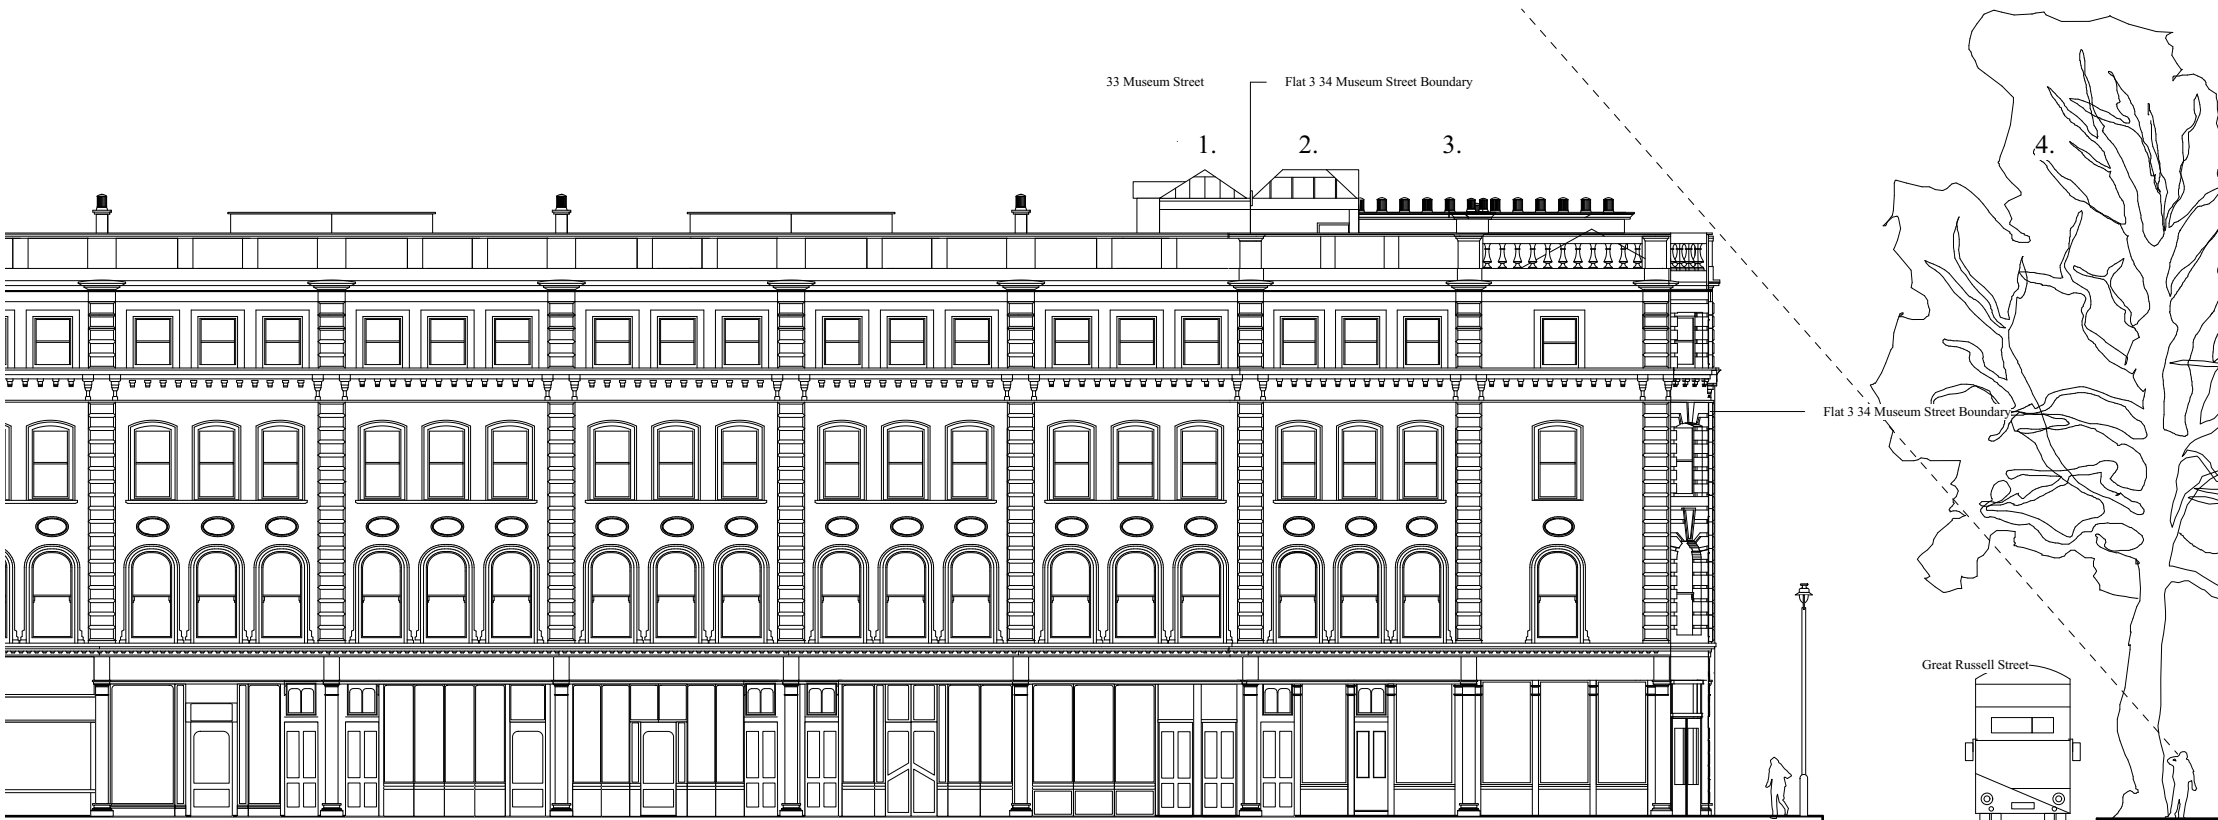 33 Museum Street
Flat 3 34 Museum Street Boundary
1.
2.
3.
4.
Flat 3 34 Museum Street Boundary
Great Russell Street